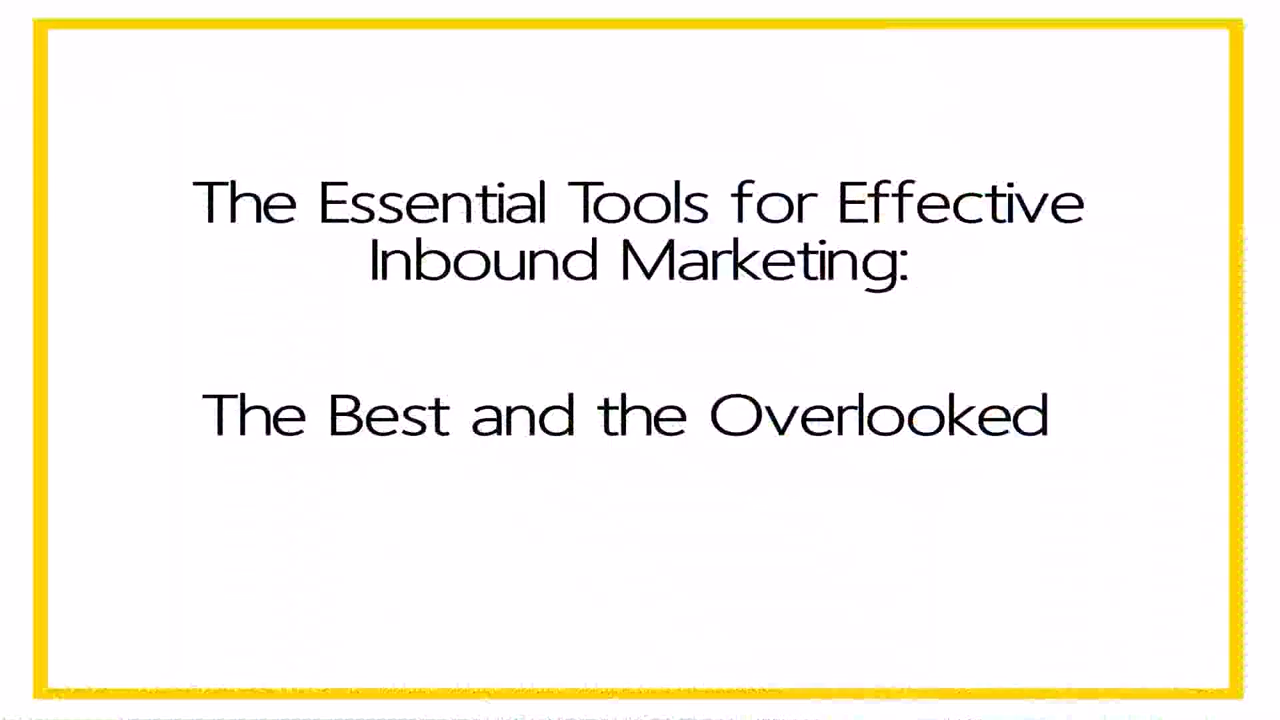 The Essential Tools for Effective
Inbound Marketing:
The Best and the Overlooked